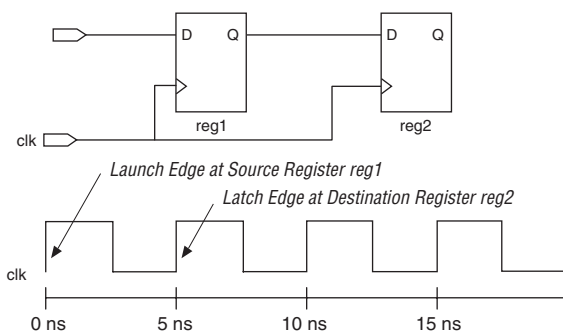 D Q D Q
reg1 reg2
clk
Launch Edge at Source Register reg1
Latch Edge at Destination Register reg2
clk
0 ns 5 ns 10 ns 15 ns